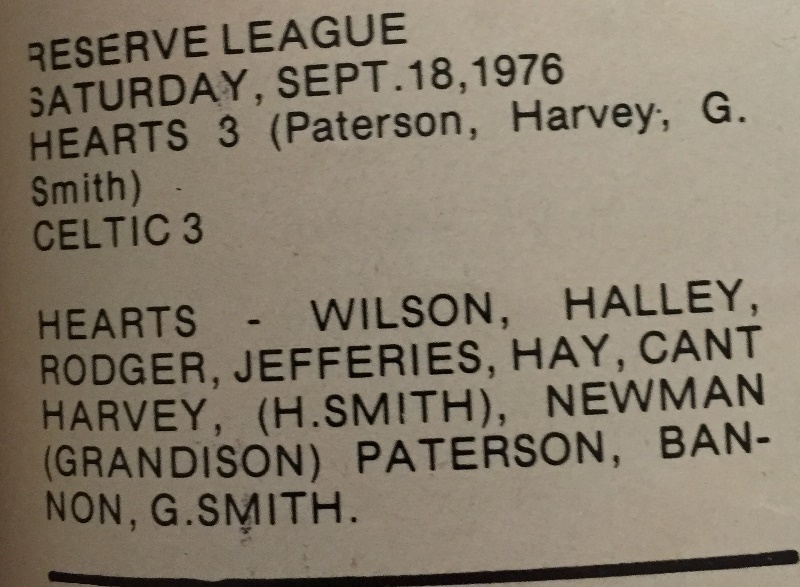 RESERVE LEAGUE
SATURDAY, SEPT.18,1976
HEARTS 3 (Paterson, Harvey, G.
Smith)
CELTIC 3
HEARTS - WILSON, HALLEY,
RODGER, JEFFERIES, HAY, CANT
HARVEY, (H.SMITH), NEWMAN
(GRANDISON) PATERSON, BAN-
NON, G.SMITH.